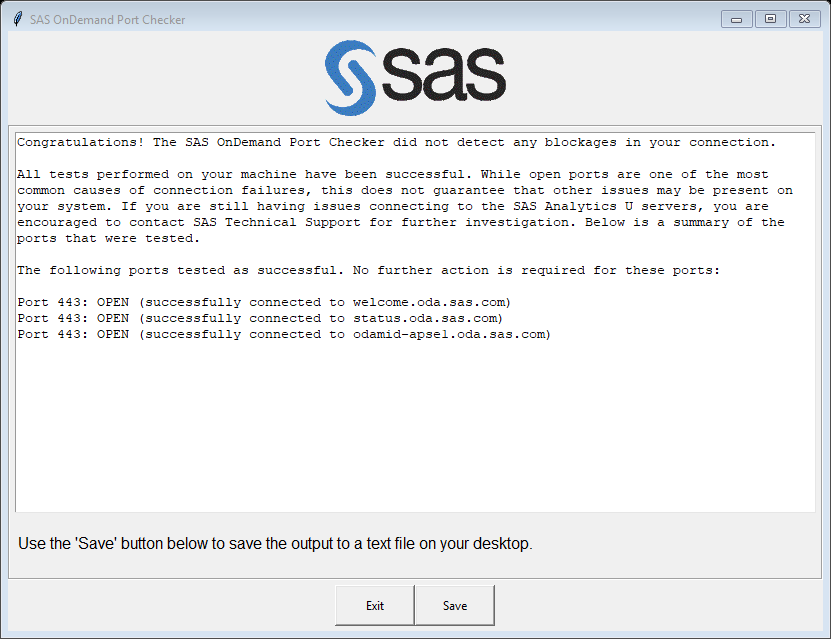 SAS OnDemand Port Checker
sas
Congratulations! The SAS OnDemand Port Checker did not detect any blockages in your connection.
All tests performed on your machine have been successful. While open ports are one of the most
common causes of connection failures, this does not guarantee that other issues may be present on
your system. If you are still having issues connecting to the SAS Analytics U servers, you are
encouraged to contact SAS Technical Support for further investigation. Below is a summary of the
ports that were tested.
The following ports tested as successful. No further action is required for these ports:
Port 443: OPEN (successfully connected to welcome.oda.sas.com)
Port 443: OPEN (successfully connected to status.oda.sas.com)
Port 443: OPEN (successfully connected to odamid-apse1.oda.sas.com)
Use the 'Save' button below to save the output to a text file on your desktop.
Exit Save